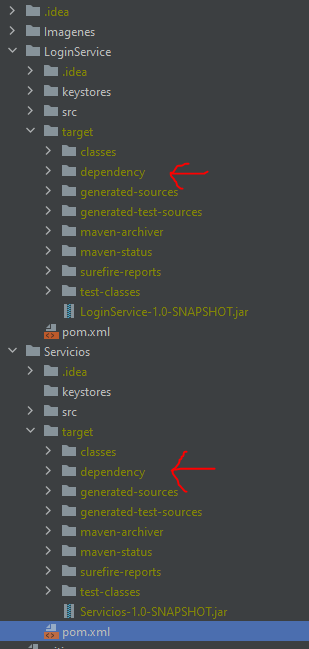 .idea
Imagenes
LoginService
.idea
keystores
src
target
classes
dependency
generated-sources
generated-test-sources
maven-archiver
maven-status
surefire-reports
test-classes
LoginService-1.0-SNAPSHOT.jar
pom.xml
Servicios
.idea
keystores
src
target
classes
dependency
generated-sources
generated-test-sources
maven-archiver
maven-status
surefire-reports
test-classes
Servicios-1.0-SNAPSHOT.jar
pom.xml